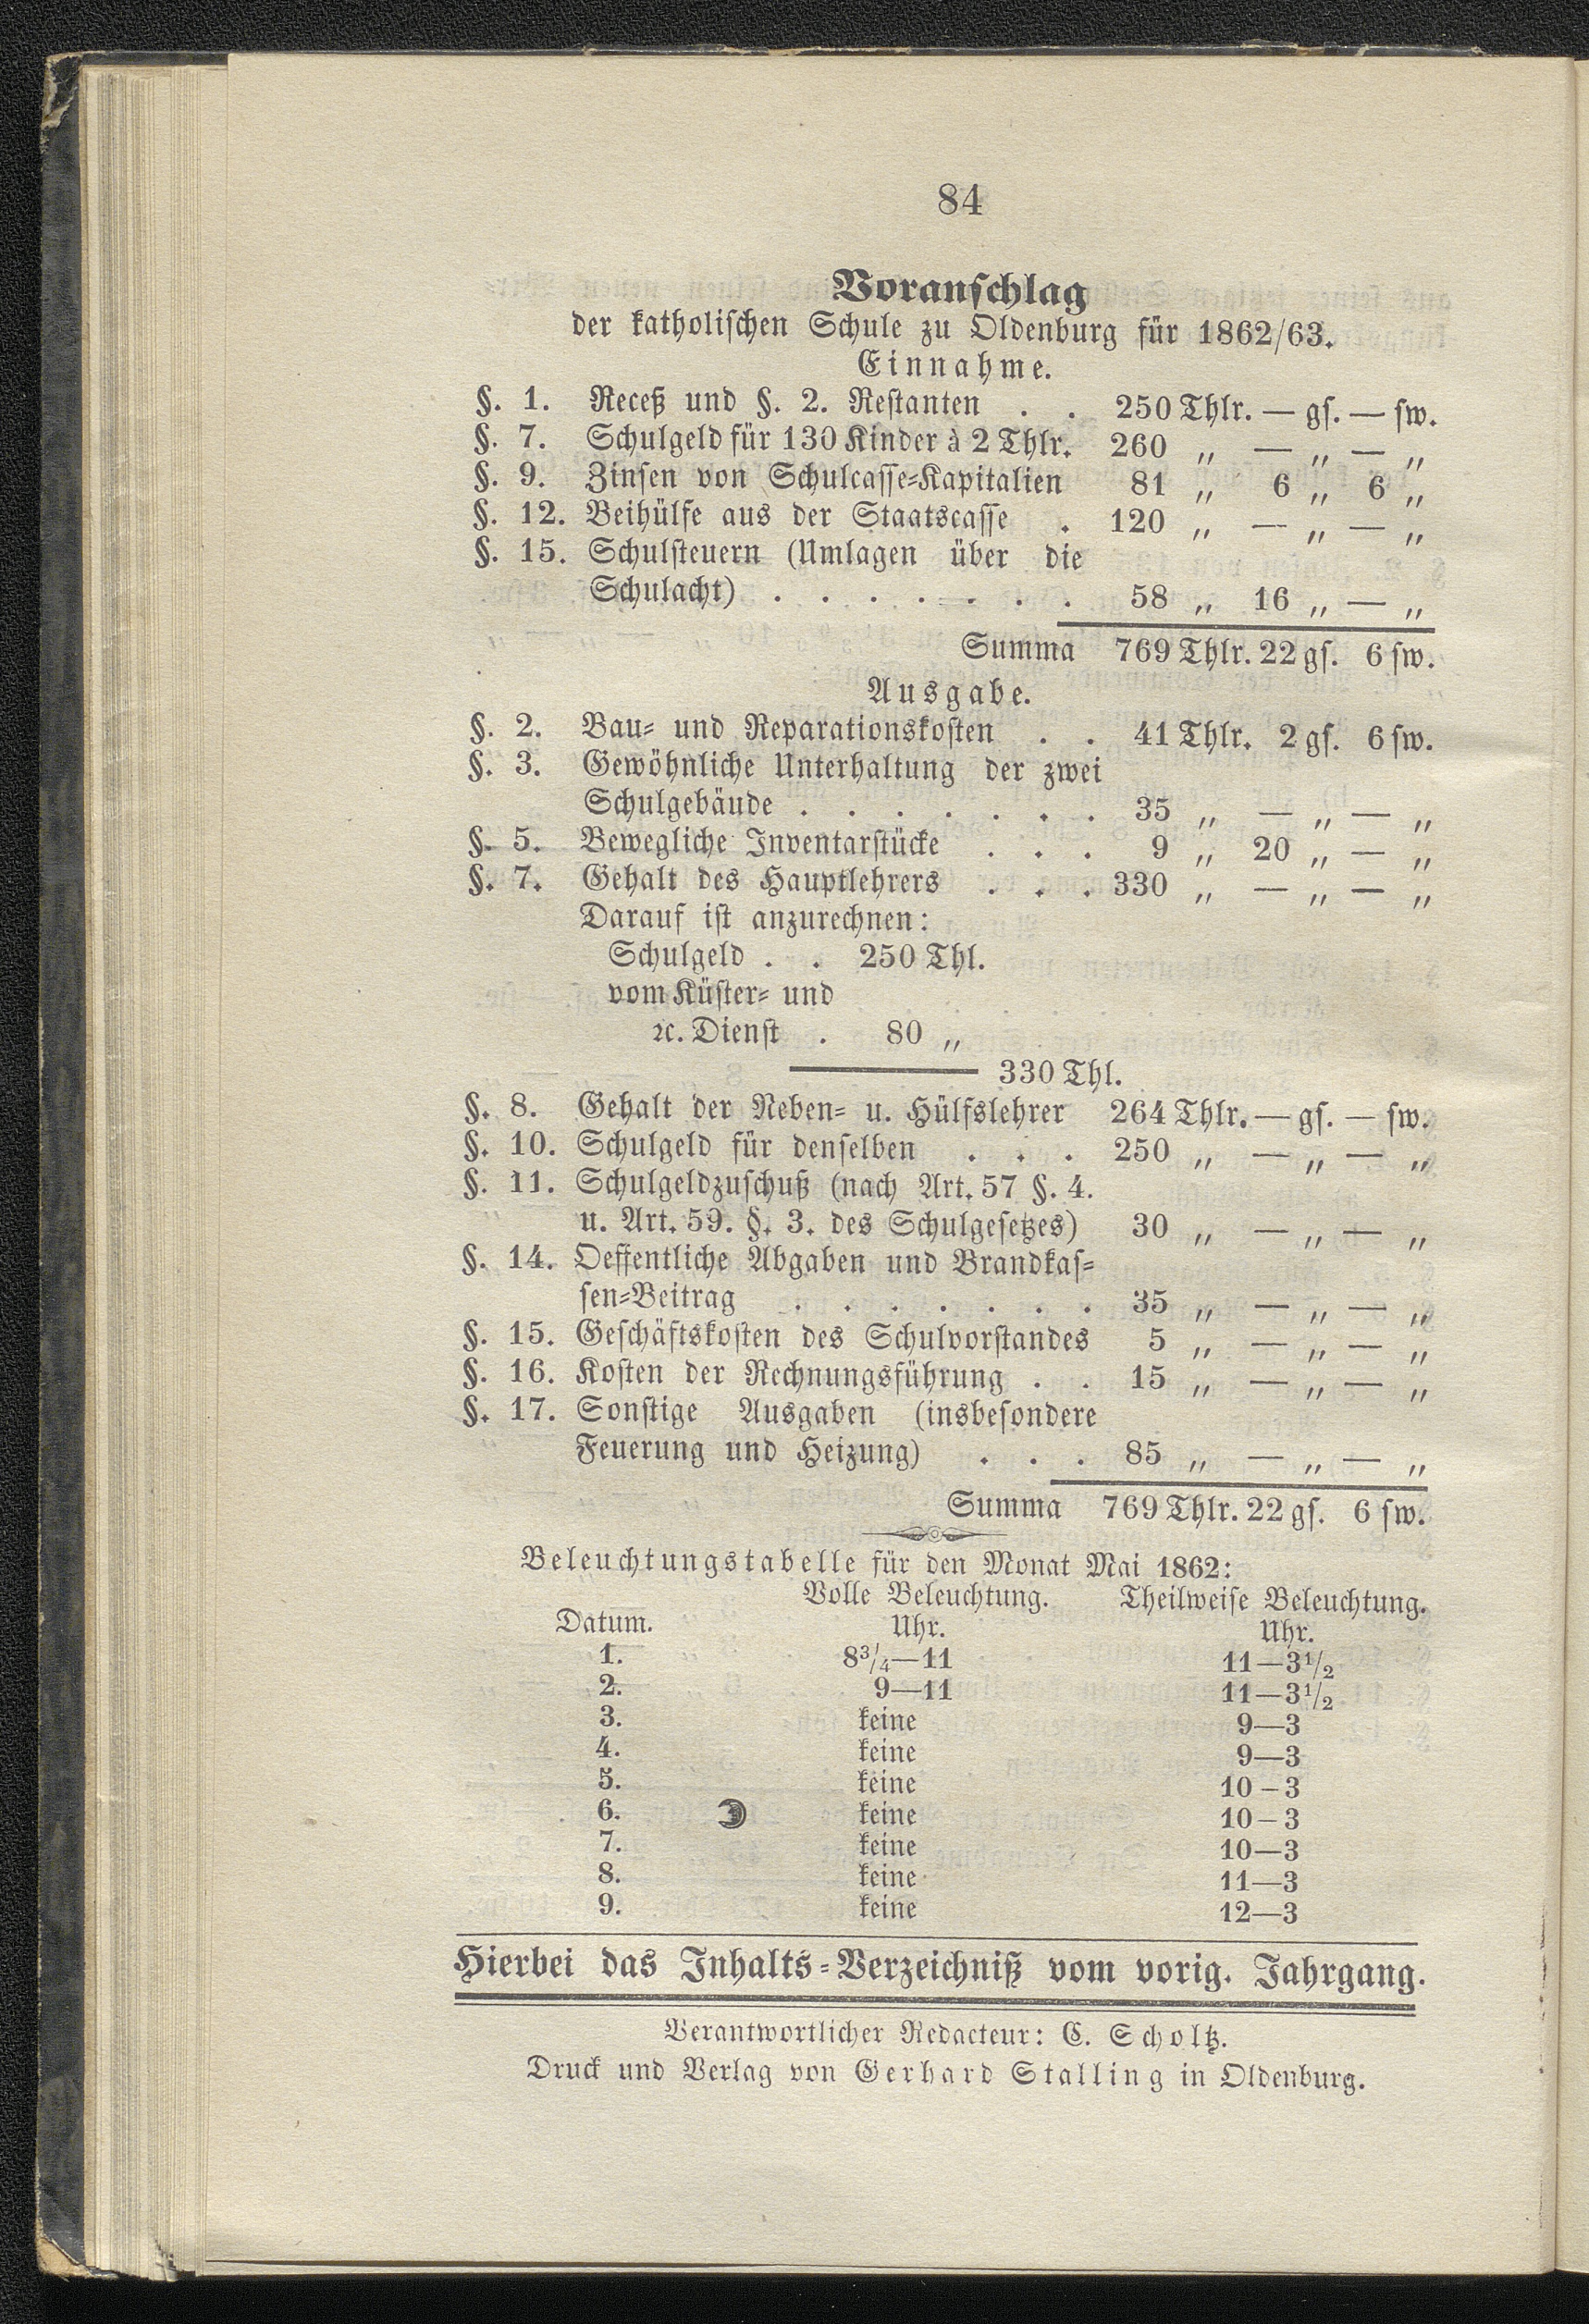 84
Voranschlag
der katholischen Schule zu Oldenburg für 1862/63.
Einnahme.
§. 1. Receß und §. 2. Restanten . . 250 Thlr. — gs. — sw.
§. 7. Schulgeld für 130 Kinder à 2 Thlr. 260 „ — „ — „
§. 9. Zinsen von Schulcasse-Kapitalien 81 „ 6 „ 6 „
§. 12. Beihülfe aus der Staatscasse . 120 „ — „ — „
§. 15. Schulsteuern (Umlagen über die
Schulacht) . . . . . . . 58 „ 16 „ — „
Summa 769 Thlr. 22 gs. 6 sw.
Ausgabe.
§. 2. Bau- und Reparationskosten . . 41 Thlr. 2 gs. 6 sw.
§. 3. Gewöhnliche Unterhaltung der zwei
Schulgebäude . . . . . . . 35 „ — „ — „
§. 5. Bewegliche Inventarstücke . . . 9 „ 20 „ — „
§. 7. Gehalt des Hauptlehrers . . . 330 „ — „ — „
Darauf ist anzurechnen:
Schulgeld . . 250 Thl.
vom Küster- und
ꝛc. Dienst . 80 „
330 Thl.
§. 8. Gehalt der Neben- u. Hülfslehrer 264 Thlr. — gs. — sw.
§. 10. Schulgeld für denselben . . . 250 „ — „ — „
§. 11. Schulgeldzuschuß (nach Art. 57 §. 4.
u. Art. 59. §. 3. des Schulgesetzes) 30 „ — „ — „
§. 14. Oeffentliche Abgaben und Brandkas-
sen-Beitrag . . . . . . . 35 „ — „ — „
§. 15. Geschäftskosten des Schulvorstandes 5 „ — „ — „
§. 16. Kosten der Rechnungsführung . . 15 „ — „ — „
§. 17. Sonstige Ausgaben (insbesondere
Feuerung und Heizung) . . . 85 „ — „ — „
Summa 769 Thlr. 22 gs. 6 sw.
Beleuchtungstabelle für den Monat Mai 1862:
Volle Beleuchtung. Theilweise Beleuchtung.
Datum. Uhr. Uhr.
1. 8³/₄—11 11—3¹/₂
2. 9—11 11—3¹/₂
3. keine 9—3
4. keine 9—3
5. keine 10–3
6. ☽ keine 10–3
7. keine 10—3
8. keine 11—3
9. keine 12—3
Hierbei das Inhalts-Verzeichniß vom vorig. Jahrgang.
Verantwortlicher Redacteur: C. Scholtz.
Druck und Verlag von Gerhard Stalling in Oldenburg.